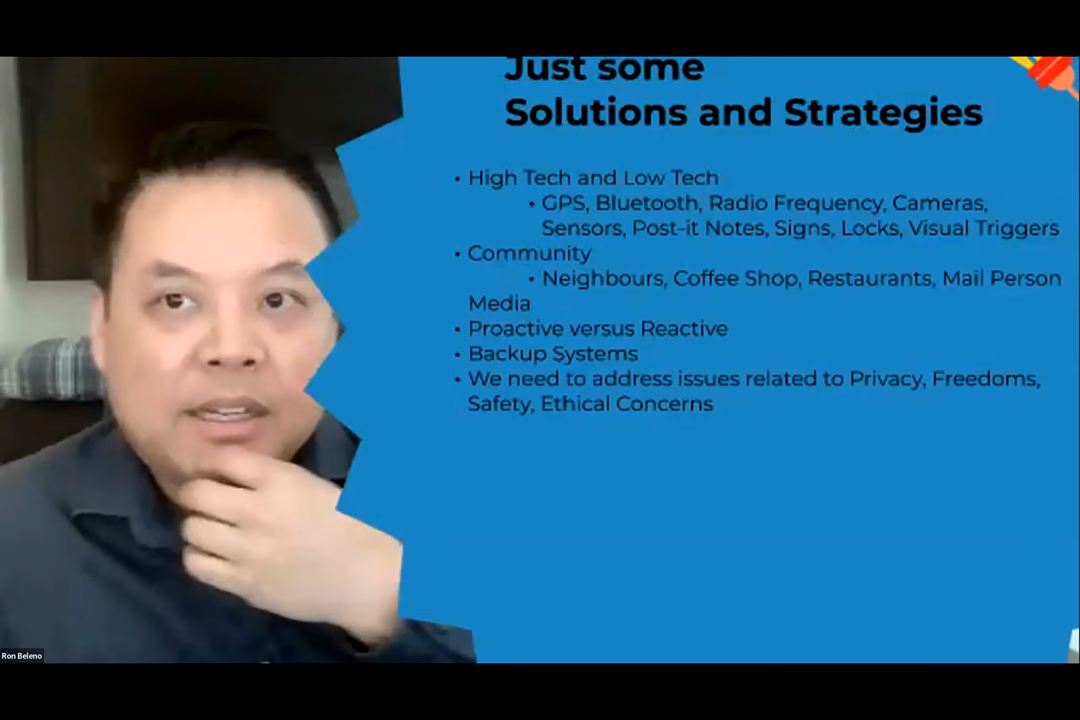 Just some
Solutions and Strategies
• High Tech and Low Tech
• GPS, Bluetooth, Radio Frequency, Cameras,
Sensors, Post-it Notes, Signs, Locks, Visual Triggers
• Community
• Neighbours, Coffee Shop, Restaurants, Mail Person
Media
• Proactive versus Reactive
• Backup Systems
• We need to address issues related to Privacy, Freedoms,
Safety, Ethical Concerns
Ron Beleno